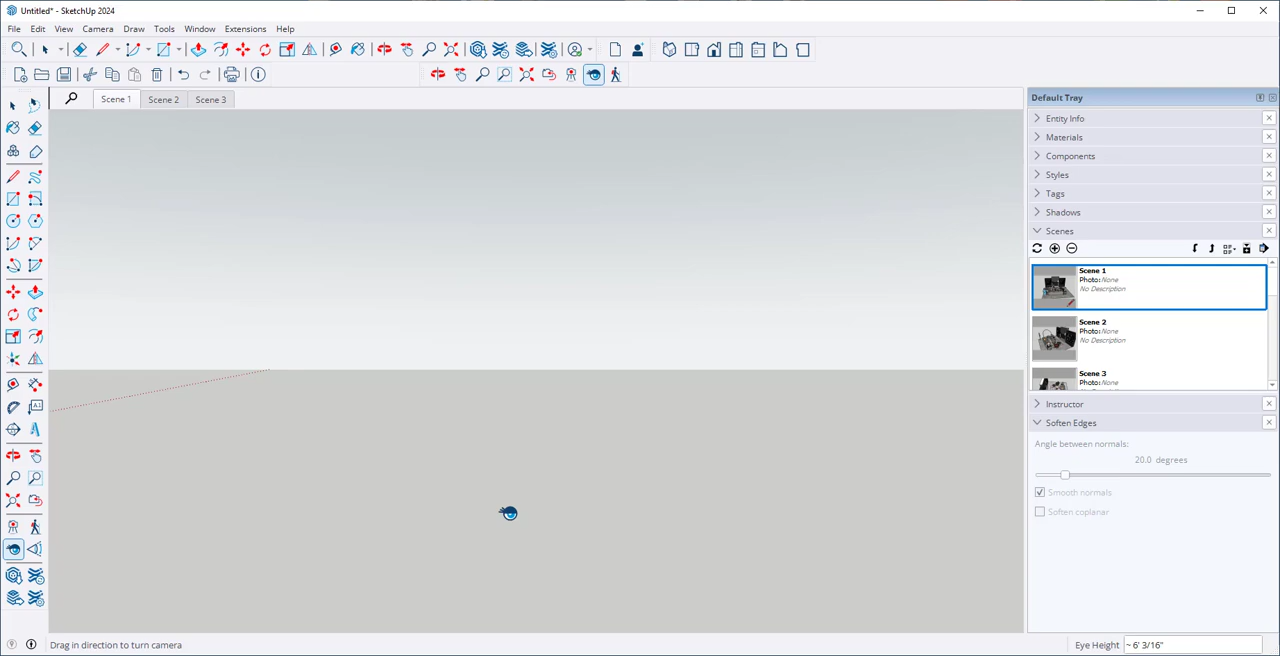 Untitled* - SketchUp 2024
File Edit View Camera Draw Tools Window Extensions Help
Scene 1 Scene 2 Scene 3
Default Tray
Entity Info
Materials
Components
Styles
Tags
Shadows
Scenes
Scene 1
Photo: None
No Description
Scene 2
Photo: None
No Description
Scene 3
Photo: None
Instructor
Soften Edges
Angle between normals:
20.0 degrees
Smooth normals
Soften coplanar
Drag in direction to turn camera
Eye Height ~ 6' 3/16"